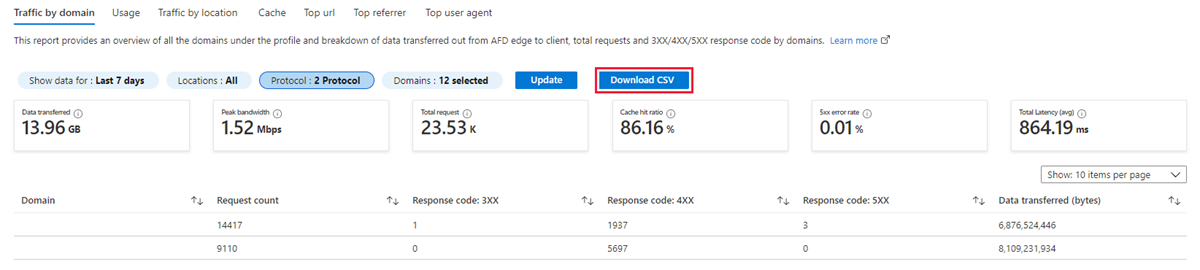 Traffic by domain Usage Traffic by location Cache Top url Top referrer Top user agent
This report provides an overview of all the domains under the profile and breakdown of data transferred out from AFD edge to client, total requests and 3XX/4XX/5XX response code by domains. Learn more
Show data for : Last 7 days Locations : All Protocol : 2 Protocol Domains : 12 selected Update Download CSV
Data transferred Peak bandwidth Total request Cache hit ratio 5xx error rate Total Latency (avg)
13.96 GB 1.52 Mbps 23.53 K 86.16 % 0.01 % 864.19 ms
Show: 10 items per page
Domain Request count Response code: 3XX Response code: 4XX Response code: 5XX Data transferred (bytes)
14417 1 1937 3 6,876,524,446
9110 0 5697 0 8,109,231,934